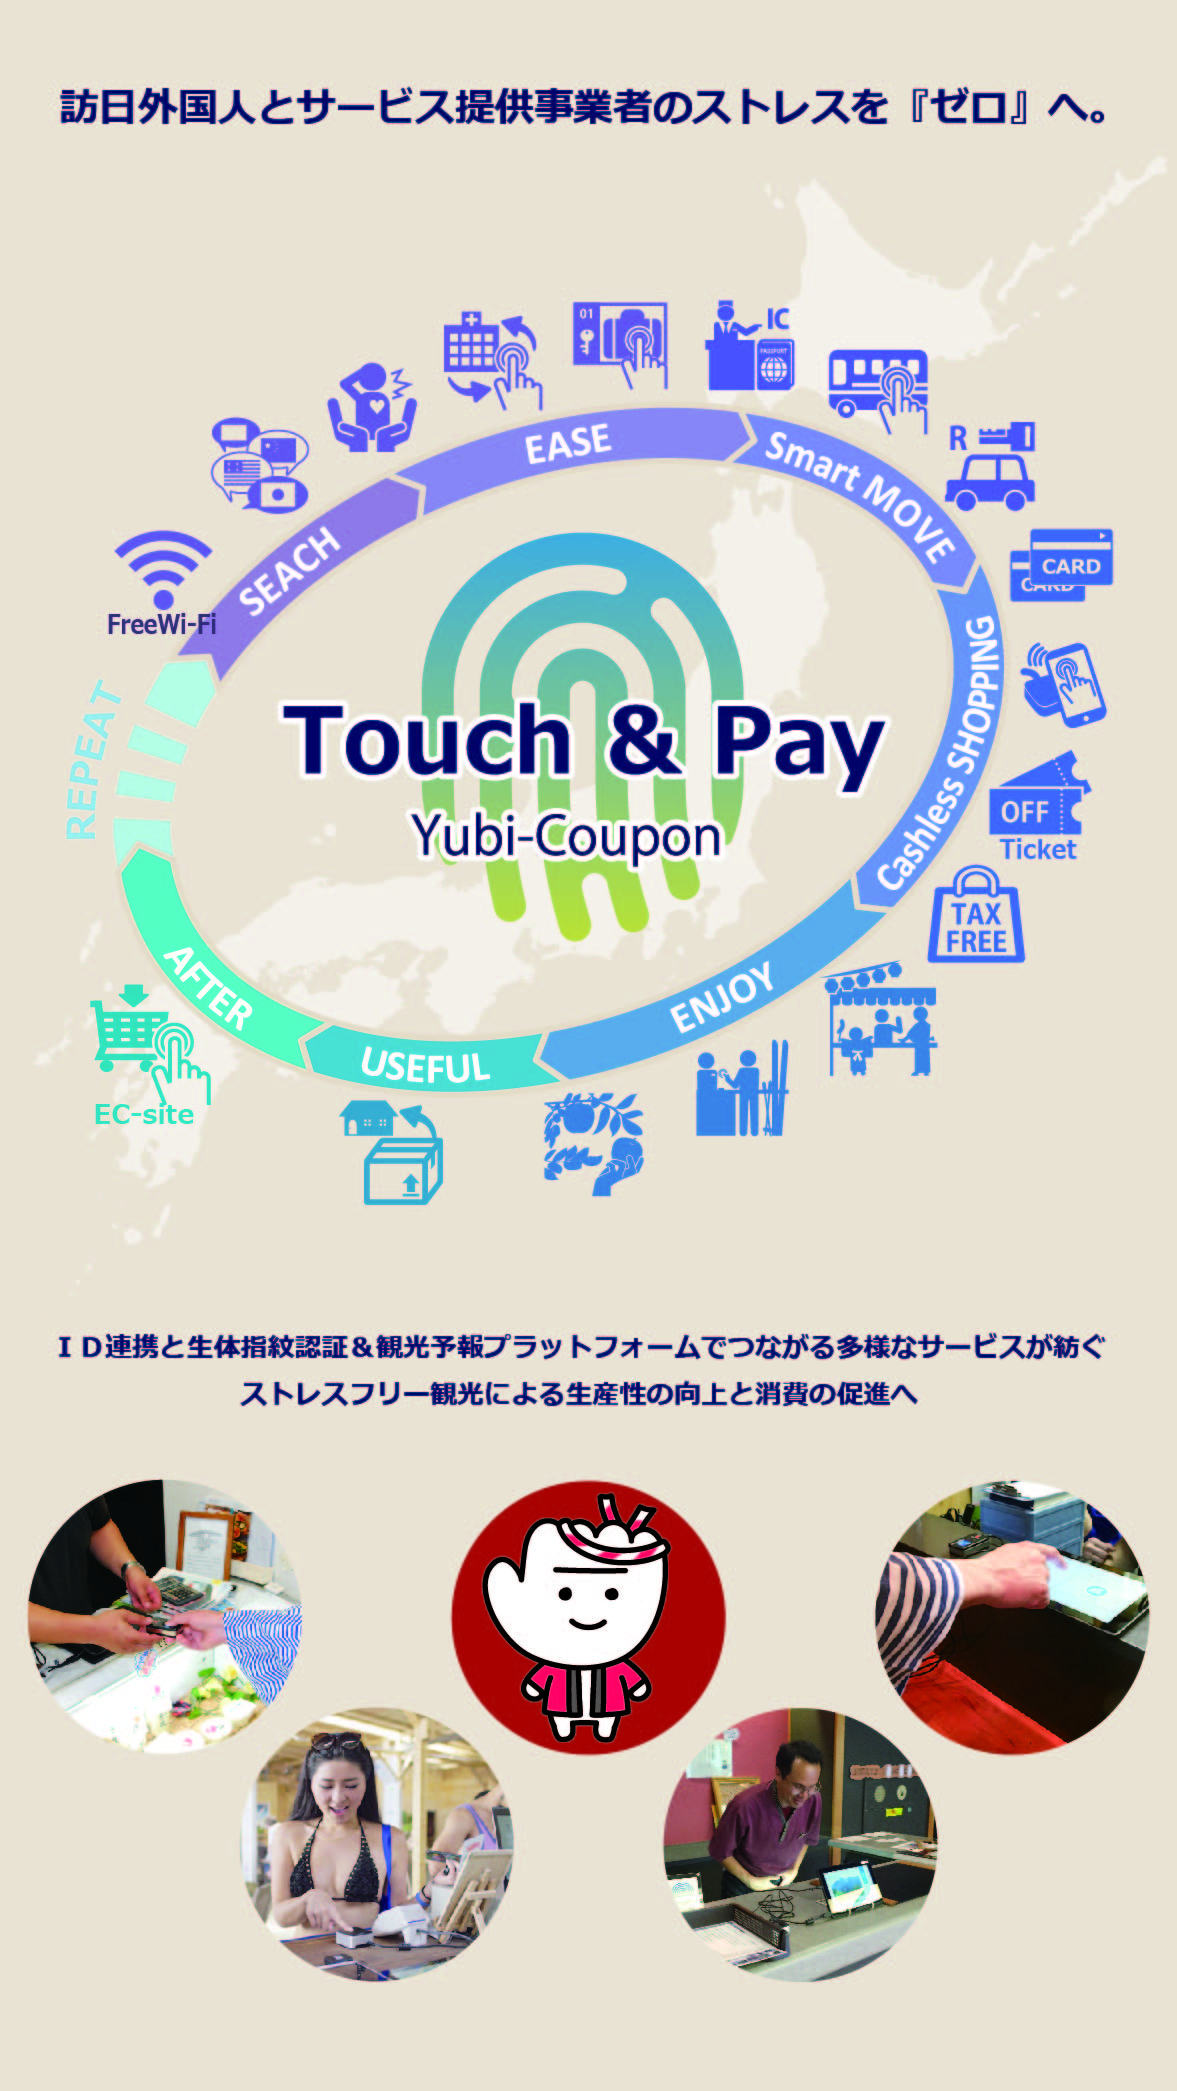 訪日外国人とサービス提供事業者のストレスを『ゼロ』へ。
01
IC
PASSPORT
R
CARD
CARD
FreeWi-Fi
SEACH
EASE
Smart MOVE
Cashless SHOPPING
OFF
Ticket
TAX
FREE
Touch & Pay
Yubi-Coupon
REPEAT
AFTER
USEFUL
ENJOY
EC-site
ＩＤ連携と生体指紋認証＆観光予報プラットフォームでつながる多様なサービスが紡ぐ
ストレスフリー観光による生産性の向上と消費の促進へ